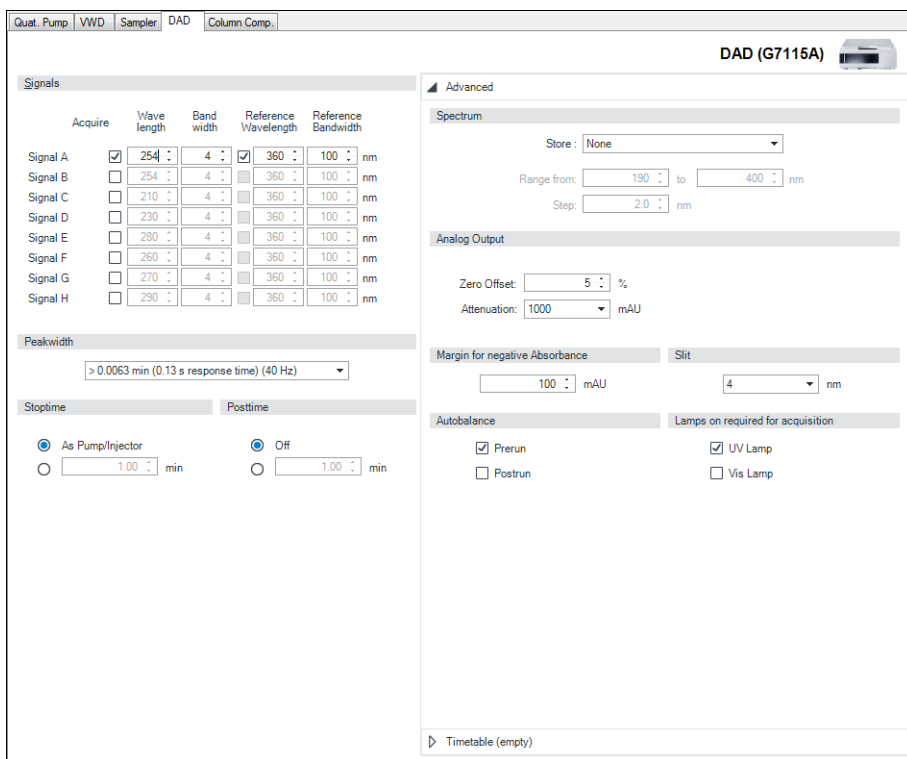 Quat. Pump VWD Sampler DAD Column Comp.
DAD (G7115A)
Signals
Acquire Wave length Band width Reference Wavelength Reference Bandwidth
Signal A 254 4 360 100 nm
Signal B 254 4 360 100 nm
Signal C 210 4 360 100 nm
Signal D 230 4 360 100 nm
Signal E 280 4 360 100 nm
Signal F 260 4 360 100 nm
Signal G 270 4 360 100 nm
Signal H 290 4 360 100 nm
Peakwidth
> 0.0063 min (0.13 s response time) (40 Hz)
Stoptime Posttime
As Pump/Injector Off
1.00 min 1.00 min
Advanced
Spectrum
Store : None
Range from: 190 to 400 nm
Step: 2.0 nm
Analog Output
Zero Offset: 5 %
Attenuation: 1000 mAU
Margin for negative Absorbance Slit
100 mAU 4 nm
Autobalance Lamps on required for acquisition
Prerun UV Lamp
Postrun Vis Lamp
Timetable (empty)